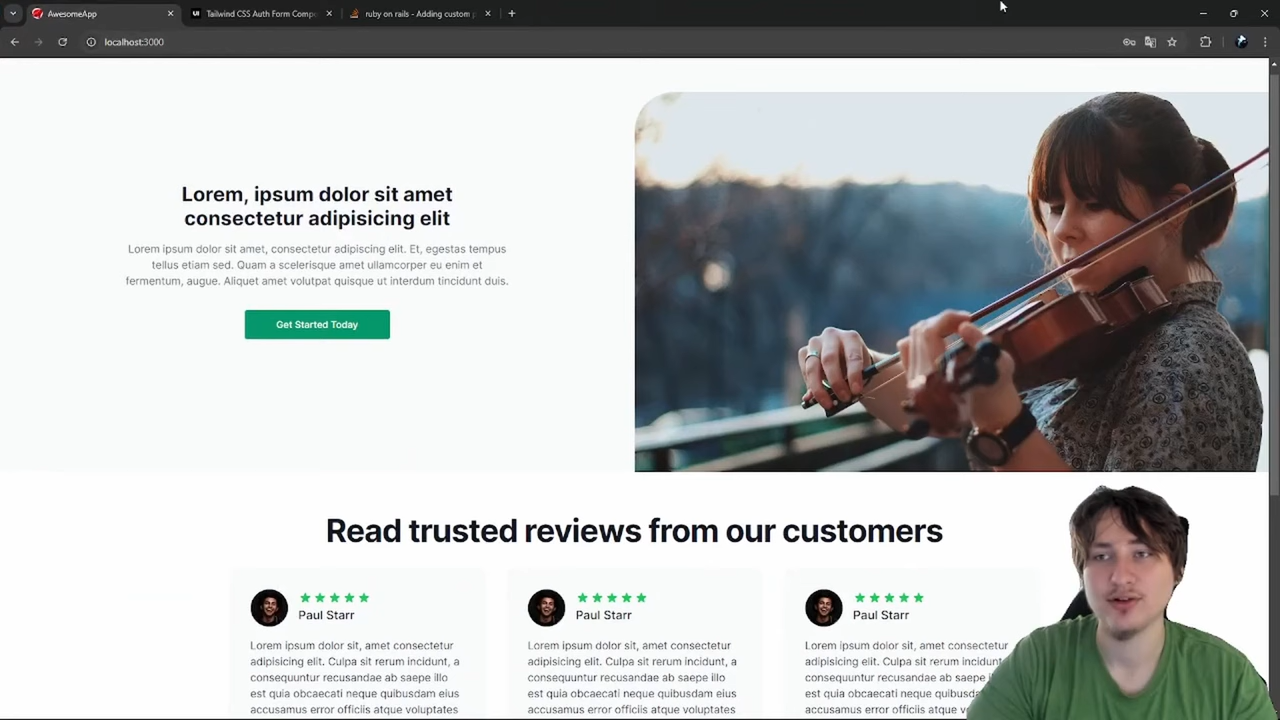 AwesomeApp
Tailwind CSS Auth Form Compo
ruby on rails - Adding custom
localhost:3000
Lorem, ipsum dolor sit amet
consectetur adipisicing elit
Lorem ipsum dolor sit amet, consectetur adipiscing elit. Et, egestas tempus
tellus etiam sed. Quam a scelerisque amet ullamcorper eu enim et
fermentum, augue. Aliquet amet volutpat quisque ut interdum tincidunt duis.
Get Started Today
Read trusted reviews from our customers
Paul Starr
Lorem ipsum dolor sit amet, consectetur
adipisicing elit. Culpa sit rerum incidunt, a
consequuntur recusandae ab saepe illo
est quia obcaecati neque quibusdam eius
accusamus error officiis atque voluptates
Paul Starr
Lorem ipsum dolor sit amet, consectetur
adipisicing elit. Culpa sit rerum incidunt, a
consequuntur recusandae ab saepe illo
est quia obcaecati neque quibusdam eius
accusamus error officiis atque voluptates
Paul Starr
Lorem ipsum dolor sit amet, consectetur
adipisicing elit. Culpa sit rerum incidunt,
consequuntur recusandae ab saepe
est quia obcaecati neque
accusamus error officiis